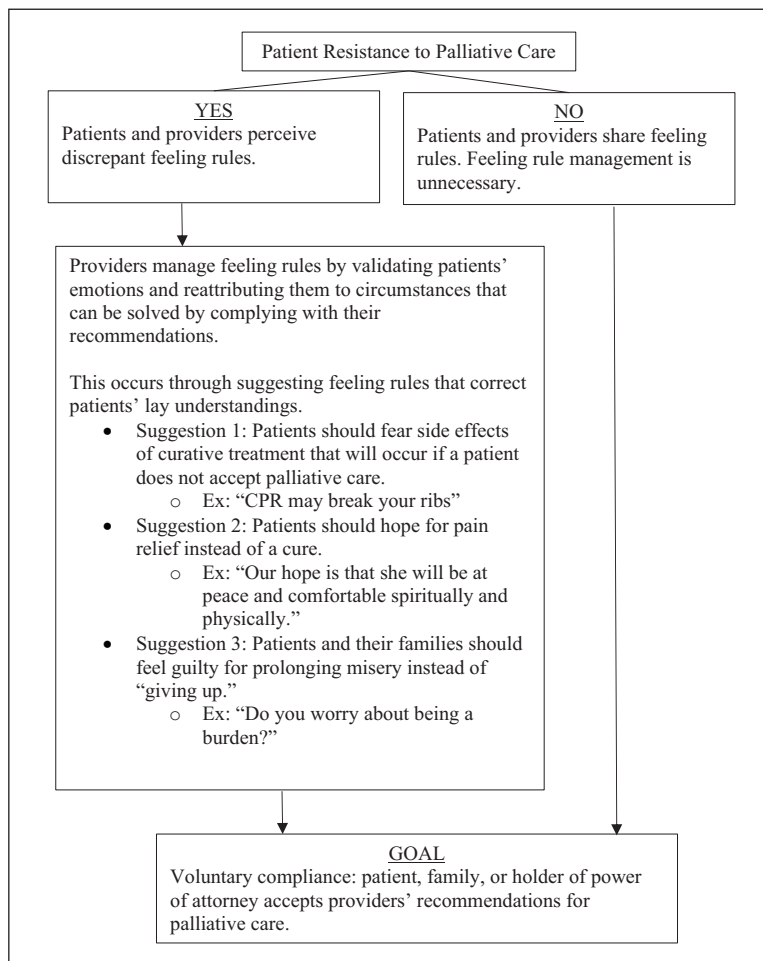 Patient Resistance to Palliative Care
YES
Patients and providers perceive
discrepant feeling rules.
NO
Patients and providers share feeling
rules. Feeling rule management is
unnecessary.
Providers manage feeling rules by validating patients’
emotions and reattributing them to circumstances that
can be solved by complying with their
recommendations.
This occurs through suggesting feeling rules that correct
patients’ lay understandings.
• Suggestion 1: Patients should fear side effects
of curative treatment that will occur if a patient
does not accept palliative care.
o Ex: “CPR may break your ribs”
• Suggestion 2: Patients should hope for pain
relief instead of a cure.
o Ex: “Our hope is that she will be at
peace and comfortable spiritually and
physically.”
• Suggestion 3: Patients and their families should
feel guilty for prolonging misery instead of
“giving up.”
o Ex: “Do you worry about being a
burden?”
GOAL
Voluntary compliance: patient, family, or holder of power
of attorney accepts providers’ recommendations for
palliative care.